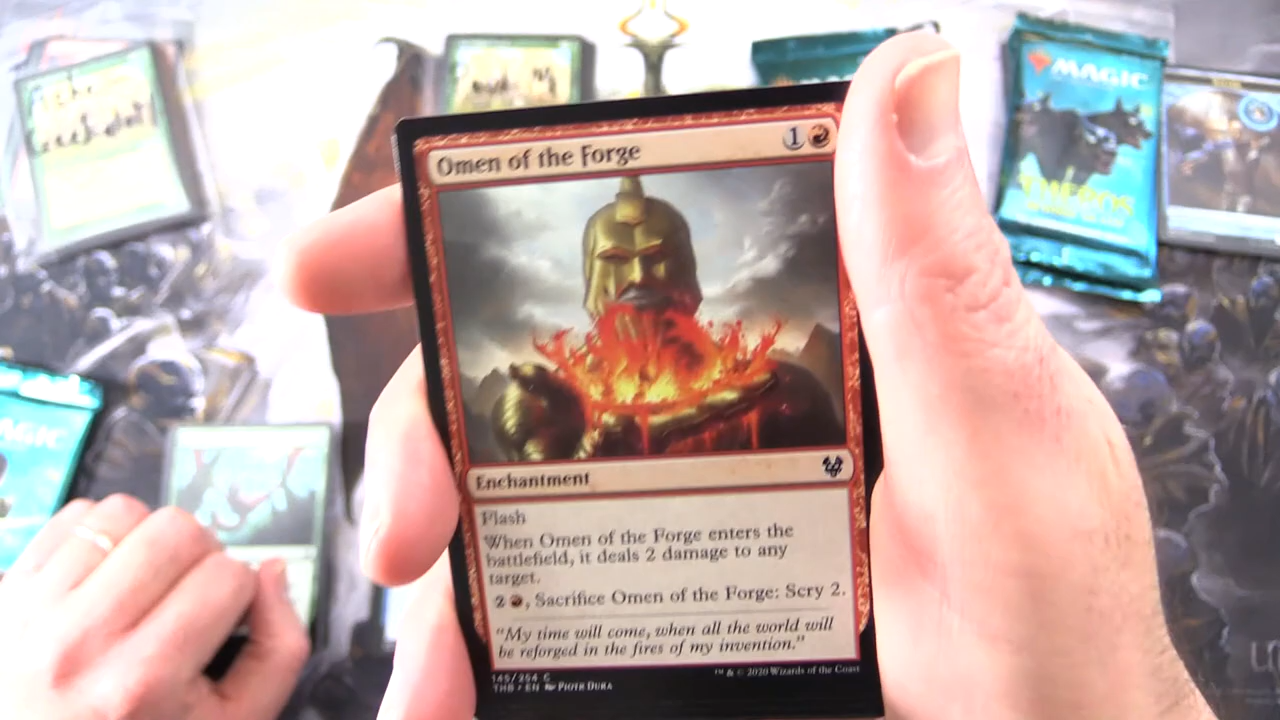 MAGIC
THEROS
AGIC
Omen of the Forge
1
Enchantment
Flash
When Omen of the Forge enters the
battlefield, it deals 2 damage to any
target.
2 , Sacrifice Omen of the Forge: Scry 2.
"My time will come, when all the world will
be reforged in the fires of my invention."
145/254 C
THB • EN Piotr Dura
™ & © 2020 Wizards of the Coast